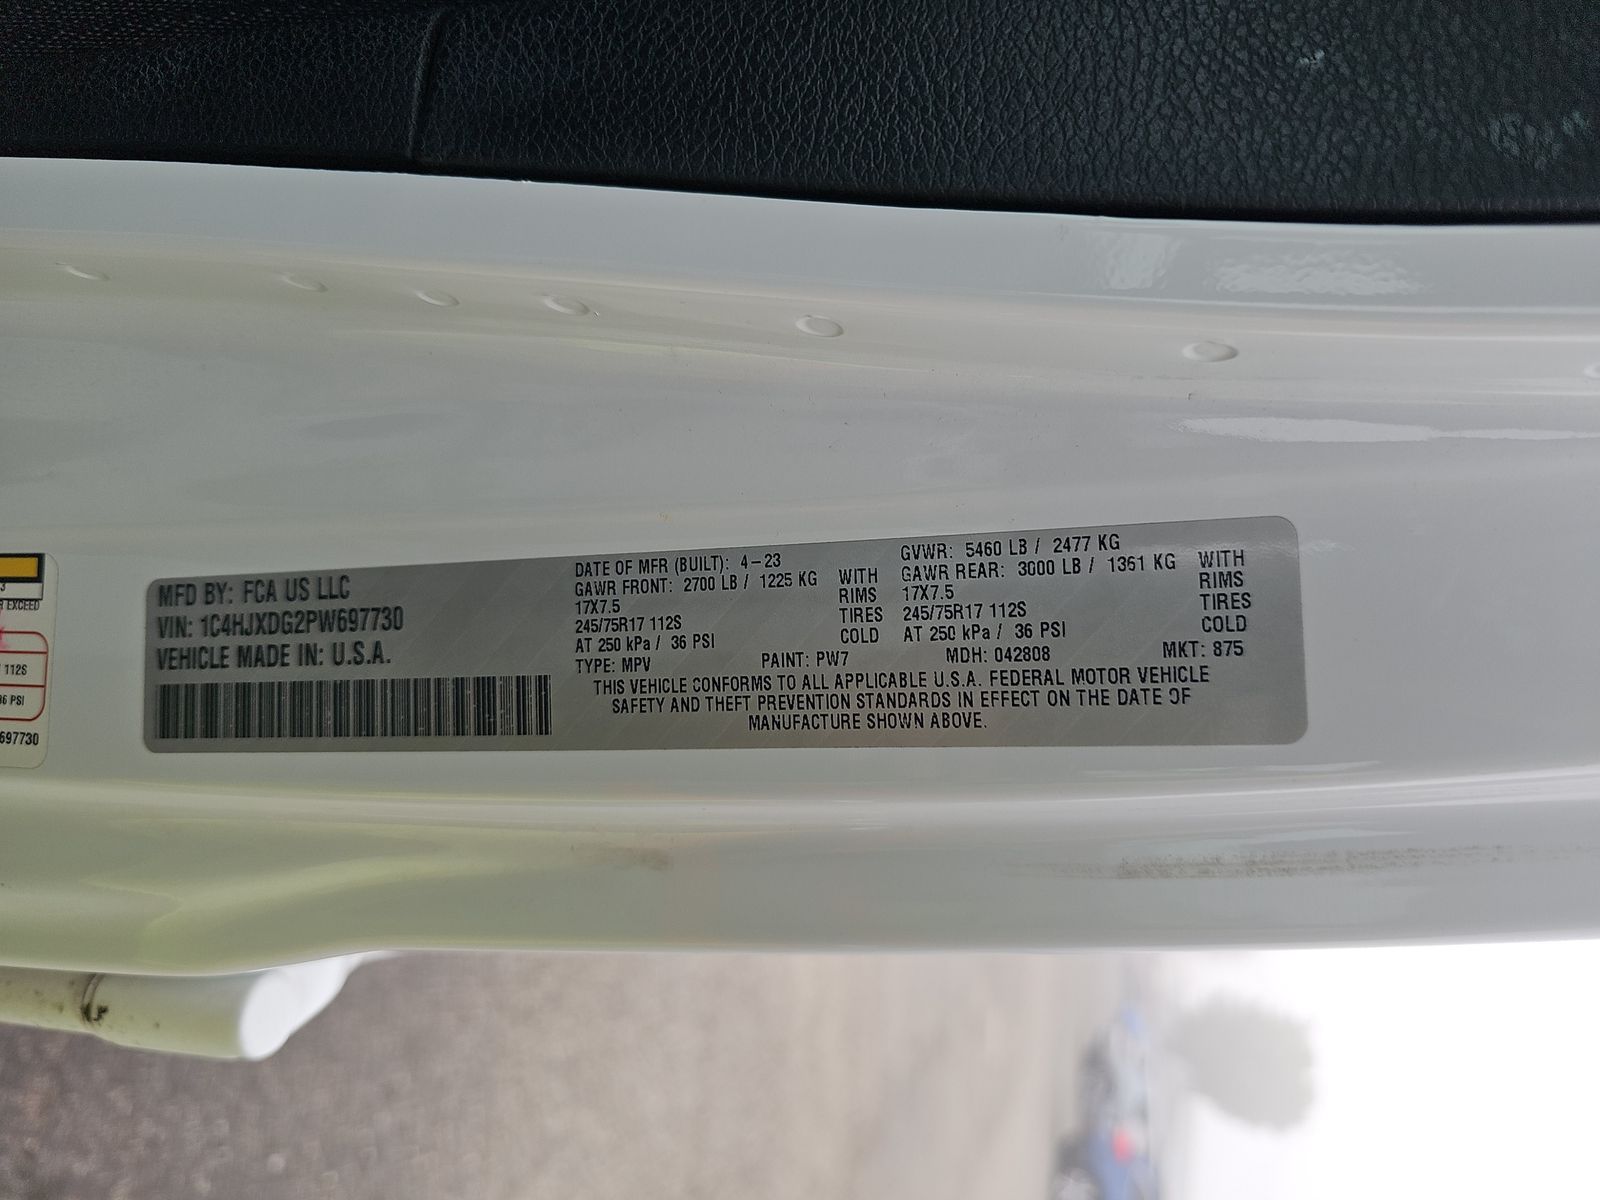 3
R EXCEED
112S
36 PSI
697730
MFD BY: FCA US LLC
VIN: 1C4HJXDG2PW697730
VEHICLE MADE IN: U.S.A.
DATE OF MFR (BUILT): 4-23
GAWR FRONT: 2700 LB / 1225 KG WITH
17X7.5 RIMS
245/75R17 112S TIRES
AT 250 kPa / 36 PSI COLD
GVWR: 5460 LB / 2477 KG
GAWR REAR: 3000 LB / 1361 KG WITH
17X7.5 RIMS
245/75R17 112S TIRES
AT 250 kPa / 36 PSI COLD
TYPE: MPV PAINT: PW7 MDH: 042808 MKT: 875
THIS VEHICLE CONFORMS TO ALL APPLICABLE U.S.A. FEDERAL MOTOR VEHICLE
SAFETY AND THEFT PREVENTION STANDARDS IN EFFECT ON THE DATE OF
MANUFACTURE SHOWN ABOVE.